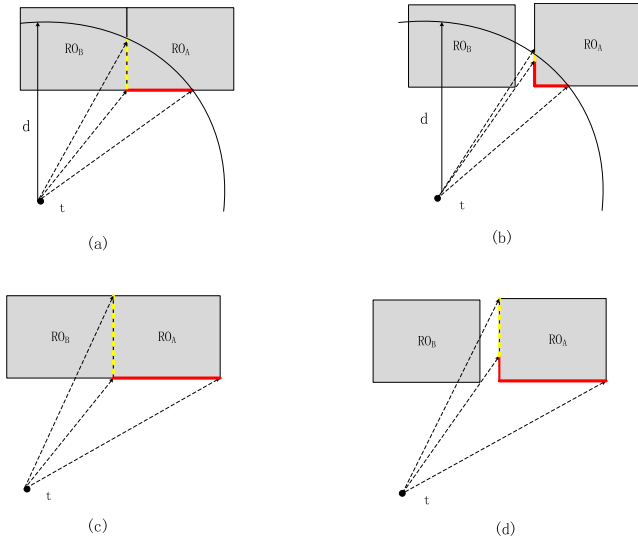 RO_B RO_A
d
t
(a)
RO_B RO_A
d
t
(b)
RO_B RO_A
t
(c)
RO_B RO_A
t
(d)